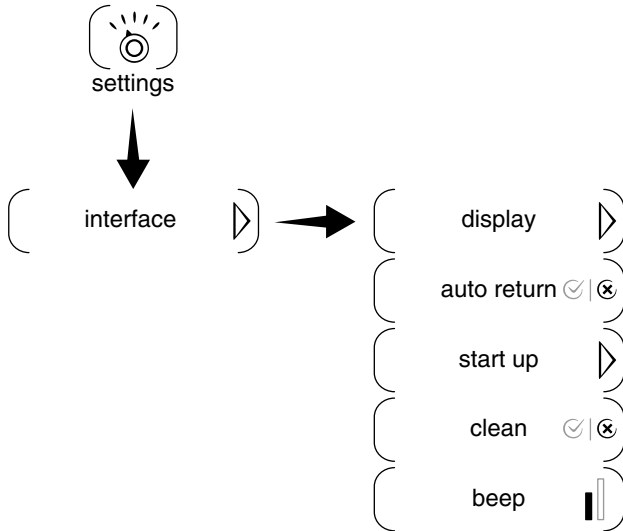 settings
interface
display
auto return
start up
clean
beep